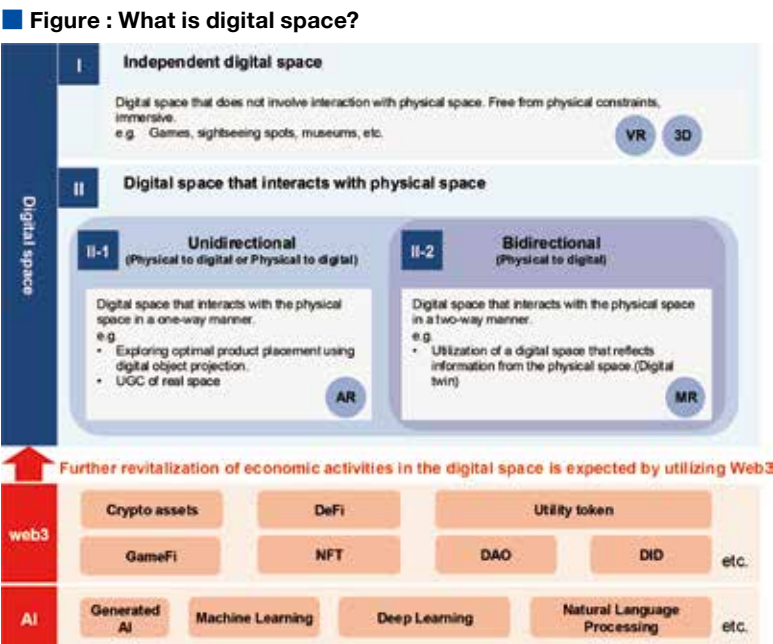 Figure : What is digital space?
Digital space
I
Independent digital space
Digital space that does not involve interaction with physical space. Free from physical constraints,
immersive.
e.g. Games, sightseeing spots, museums, etc.
VR
3D
II
Digital space that interacts with physical space
II-1
Unidirectional
(Physical to digital or Physical to digital)
Digital space that interacts with the physical
space in a one-way manner.
e.g
• Exploring optimal product placement using
digital object projection.
• UGC of real space
AR
II-2
Bidirectional
(Physical to digital)
Digital space that interacts with the physical space
in a two-way manner.
e.g
• Utilization of a digital space that reflects
information from the physical space.(Digital
twin)
MR
Further revitalization of economic activities in the digital space is expected by utilizing Web3
web3
Crypto assets
DeFi
Utility token
GameFi
NFT
DAO
DID
etc.
AI
Generated
AI
Machine Learning
Deep Learning
Natural Language
Processing
etc.